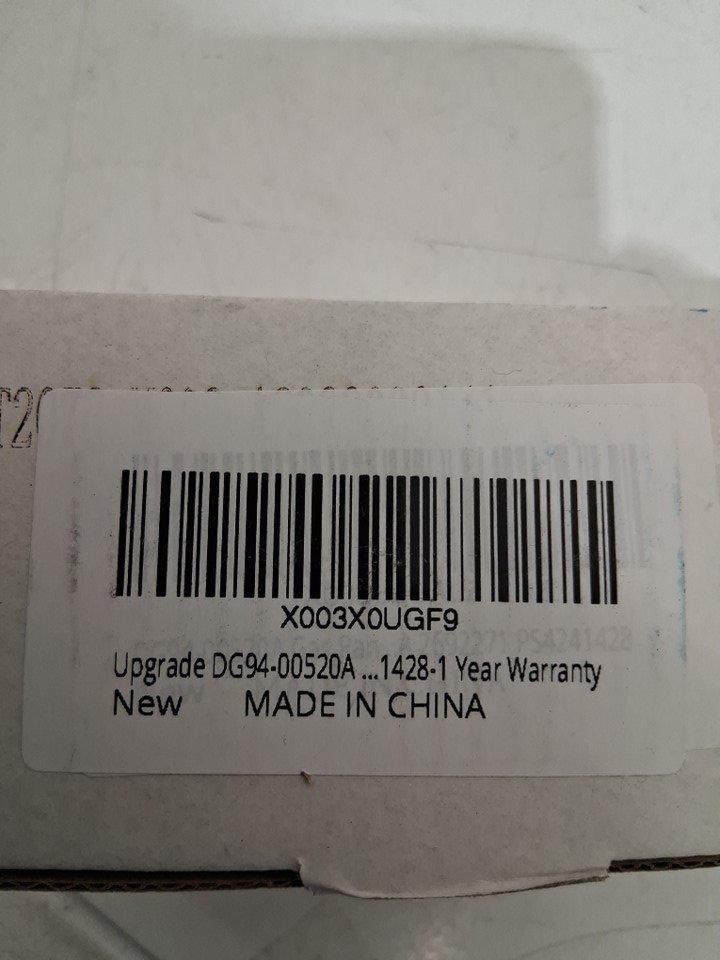 X003X0UGF9
Upgrade DG94-00520A ...1428-1 Year Warranty
New MADE IN CHINA